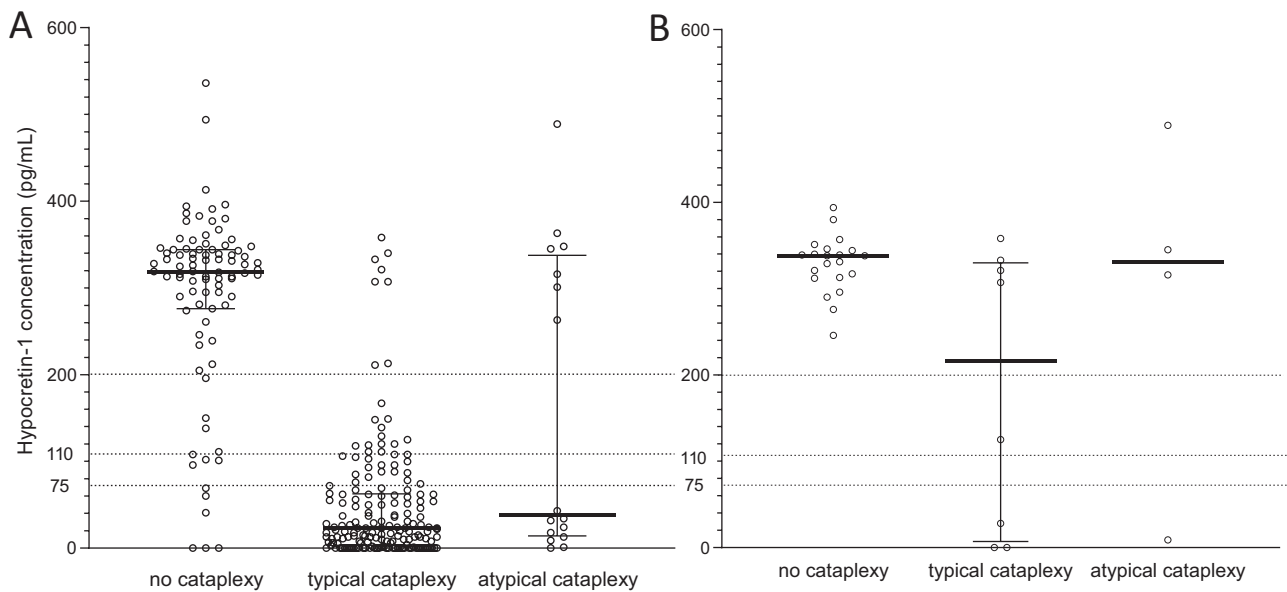 A
B
Hypocretin-1 concentration (pg/mL)
600
400
200
110
75
0
no cataplexy
typical cataplexy
atypical cataplexy
600
400
200
110
75
0
no cataplexy
typical cataplexy
atypical cataplexy